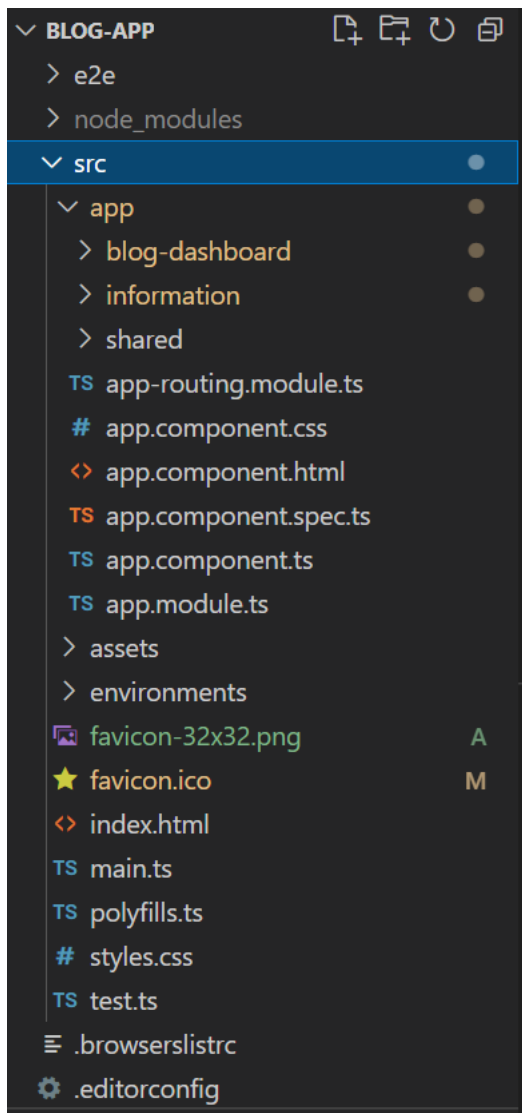 BLOG-APP
e2e
node_modules
src
app
blog-dashboard
information
shared
TS app-routing.module.ts
# app.component.css
<> app.component.html
TS app.component.spec.ts
TS app.component.ts
TS app.module.ts
assets
environments
favicon-32x32.png A
favicon.ico M
<> index.html
TS main.ts
TS polyfills.ts
# styles.css
TS test.ts
.browserslistrc
.editorconfig